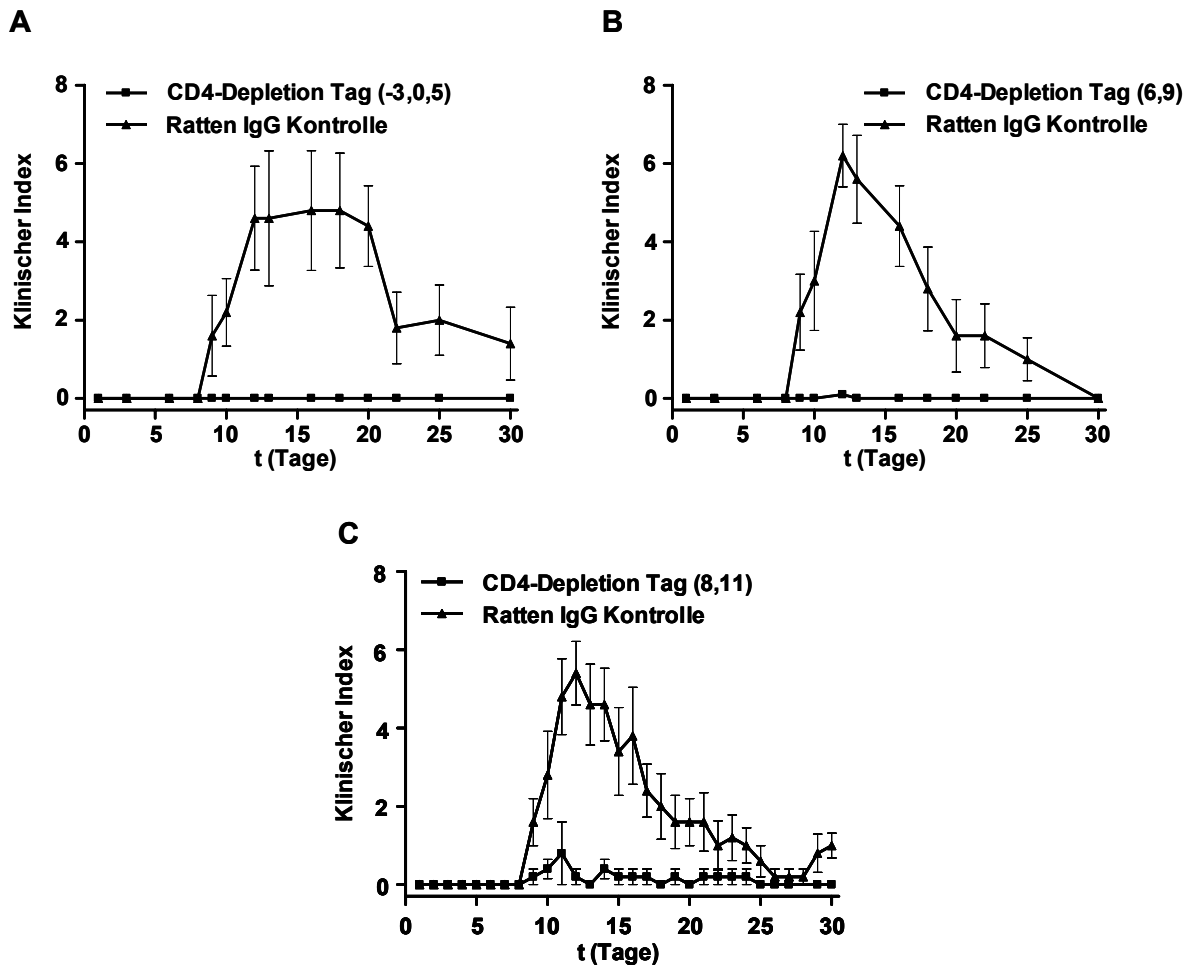 A
CD4-Depletion Tag (-3,0,5)
Ratten IgG Kontrolle
Klinischer Index
8
6
4
2
0
0 5 10 15 20 25 30
t (Tage)
B
CD4-Depletion Tag (6,9)
Ratten IgG Kontrolle
Klinischer Index
8
6
4
2
0
0 5 10 15 20 25 30
t (Tage)
C
CD4-Depletion Tag (8,11)
Ratten IgG Kontrolle
Klinischer Index
8
6
4
2
0
0 5 10 15 20 25 30
t (Tage)